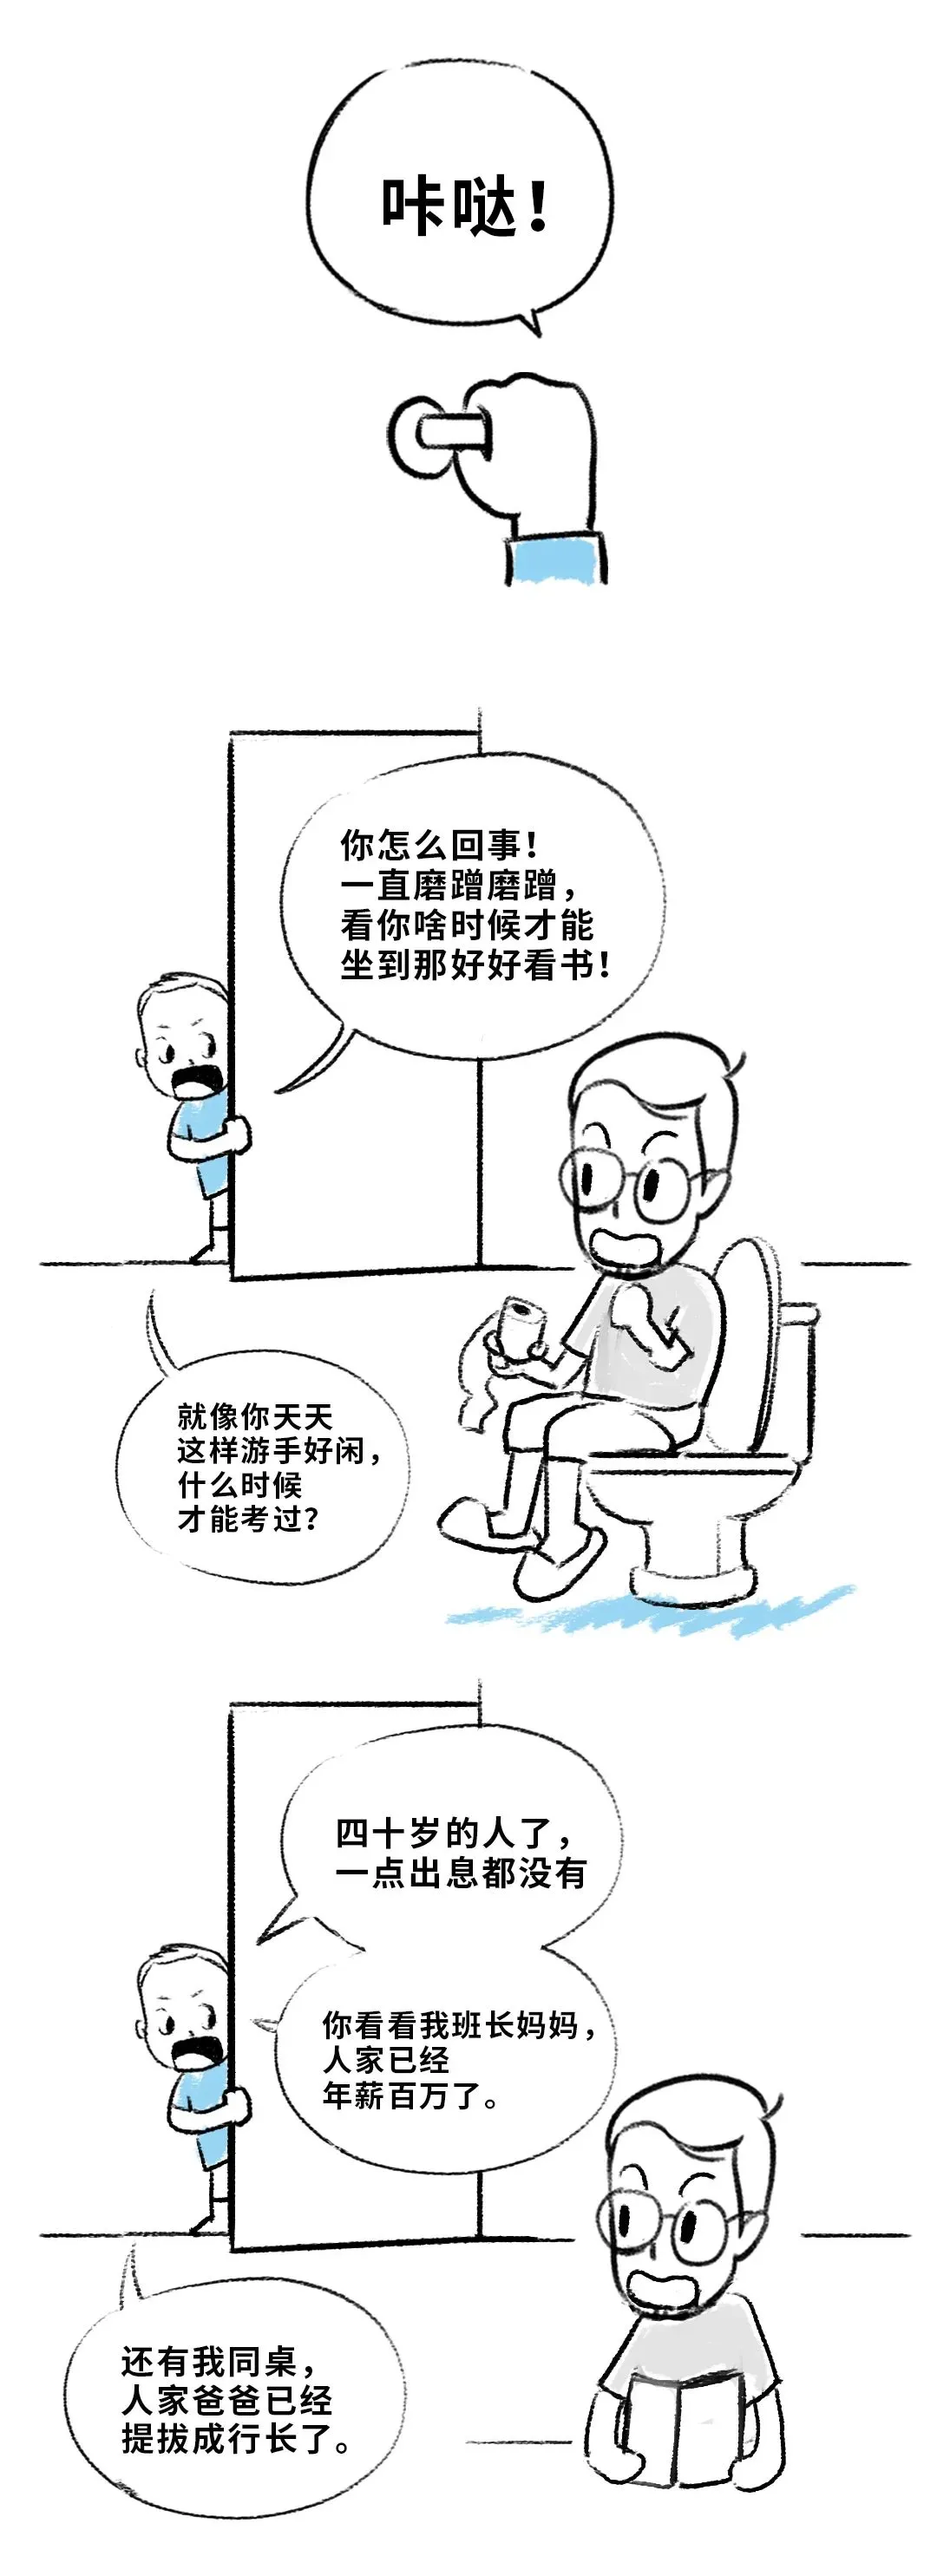 咔哒！
你怎么回事！
一直磨蹭磨蹭，
看你啥时候才能
坐到那好好看书！
就像你天天
这样游手好闲，
什么时候
才能考过？
四十岁的人了，
一点出息都没有
你看看我班长妈妈，
人家已经
年薪百万了。
还有我同桌，
人家爸爸已经
提拔成行长了。